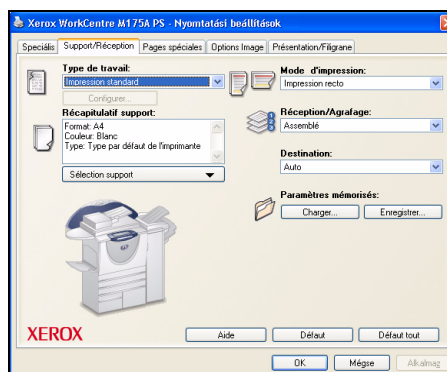 Xerox WorkCentre M175A PS - Nyomtatási beállítások
Speciális
Support/Réception
Pages spéciales
Options Image
Présentation/Filigrane
Type de travail:
Impression standard
Configurer...
Récapitulatif support:
Format: A4
Couleur: Blanc
Type: Type par défaut de l'imprimante
Sélection support
Mode d'impression:
Impression recto
Réception/Agrafage:
Assemblé
Destination:
Auto
Paramètres mémorisés:
Charger...
Enregistrer...
XEROX
Aide
Défaut
Défaut tout
OK
Mégse
Alkalmaz